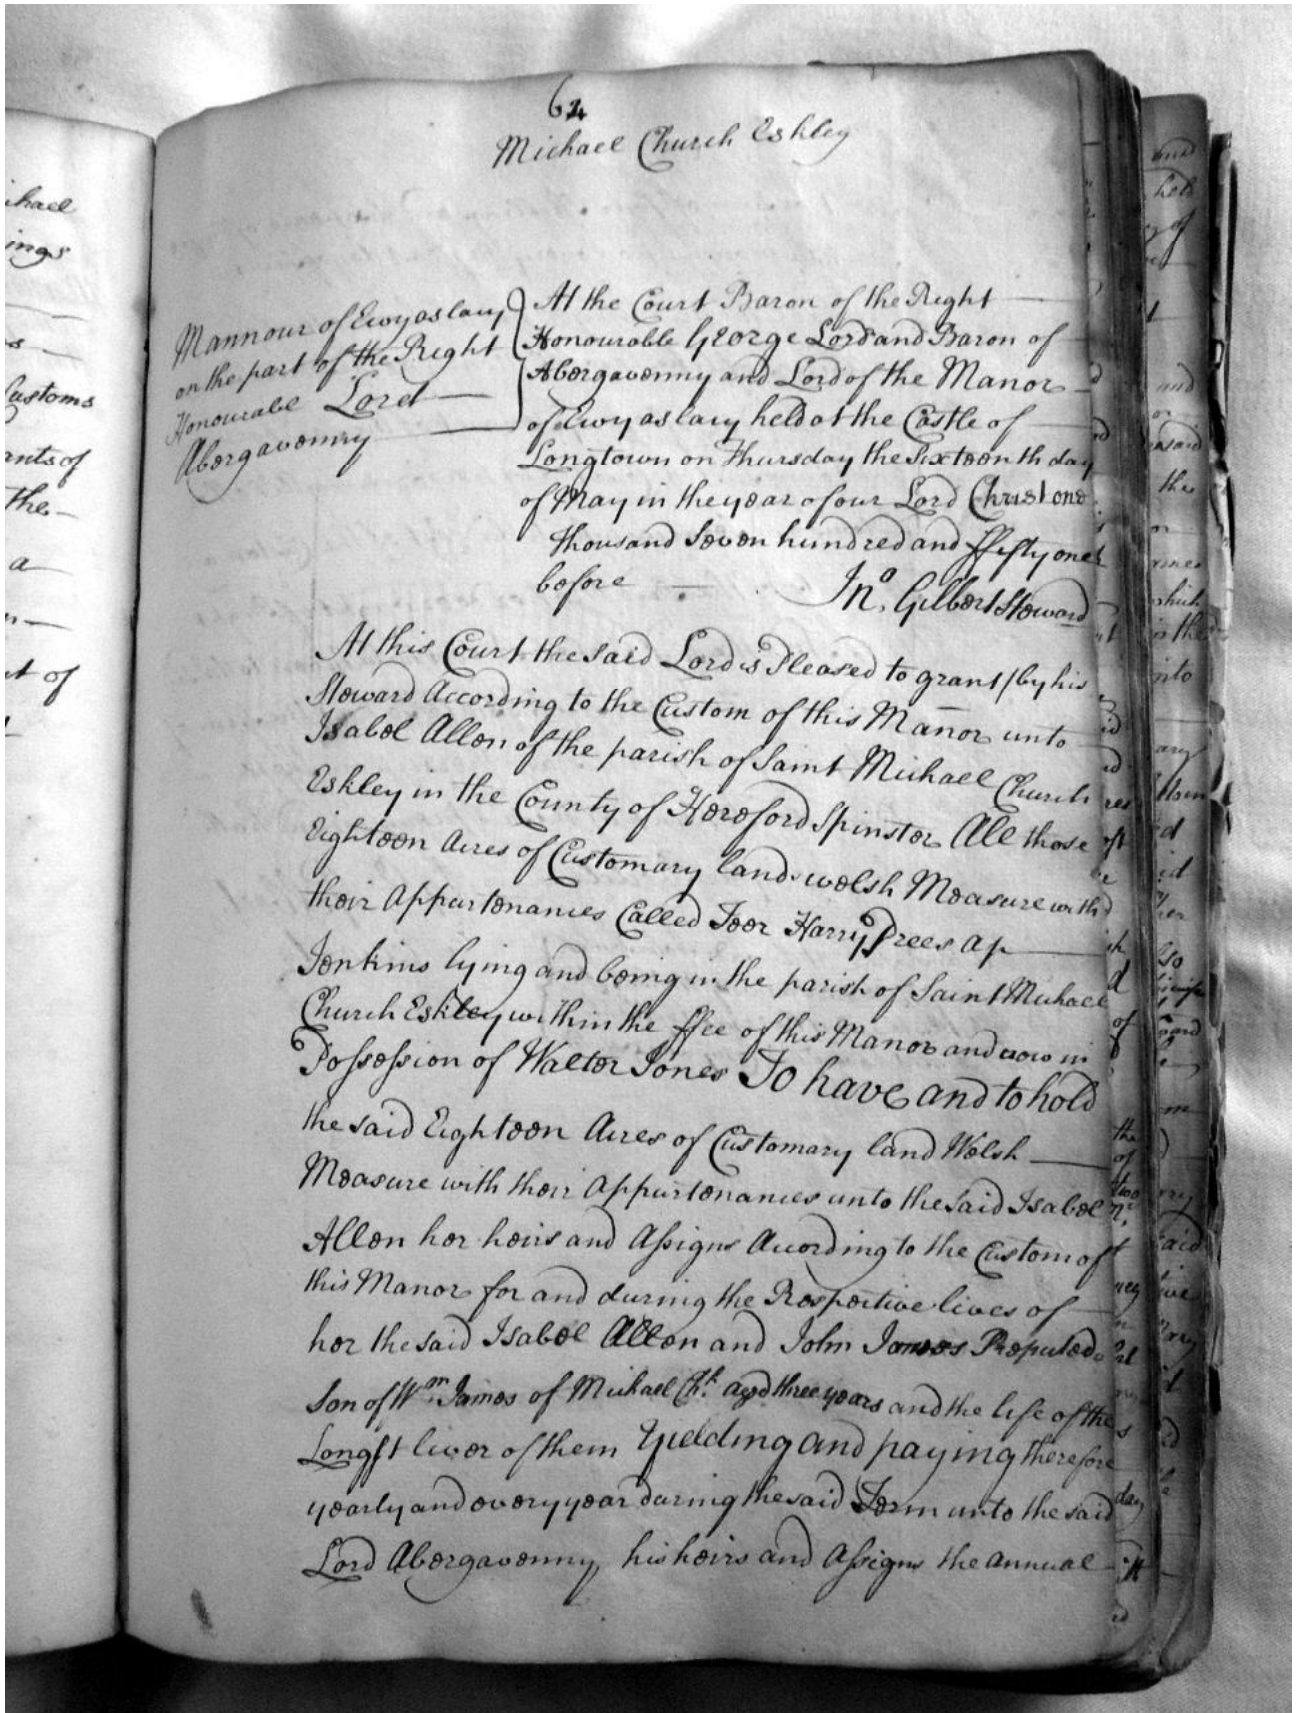 62
Michael Church Eskley
Mannour of Ewyaslacy
on the part of the Right
Honourabl Lord
Abergavenny
At the Court Baron of the Right
Honourable George Lord and Baron of
Abergavenny and Lord of the Manor
of Ewyaslacy held at the Castle of
Longtown on Thursday the Sixteenth day
of May in the year of our Lord Christ one
thousand Seven hundred and ffifty one
before Jno. Gilbert Steward
At this Court the said Lord is Pleased to grant /by his
Steward According to the Custom of this Manor unto
Isabel Allen of the parish of Saint Michael Church
Eskley in the County of Hereford Spinster All those
Eighteen Acres of Customary land welsh Measure with
their Appurtenances Called Teer Harry Prees ap
Jenkins lying and being in the parish of Saint Michael
Church Eskley within the ffee of this Manor and now in
Possession of Walter Jones To have and to hold
the said Eighteen Acres of Customary land Welsh
Measure with their Appurtenances unto the said Isabel
Allen her heirs and Assigns According to the Custom of
this Manor for and during the Respective lives of
her the said Isabel Allen and John James Reputed
Son of Wm James of Michael Ch. aged three years and the life of the
Longst liver of them Yielding and paying therefore
yearly and every year during the said Term unto the said
Lord Abergavenny his heirs and Assigns the annual